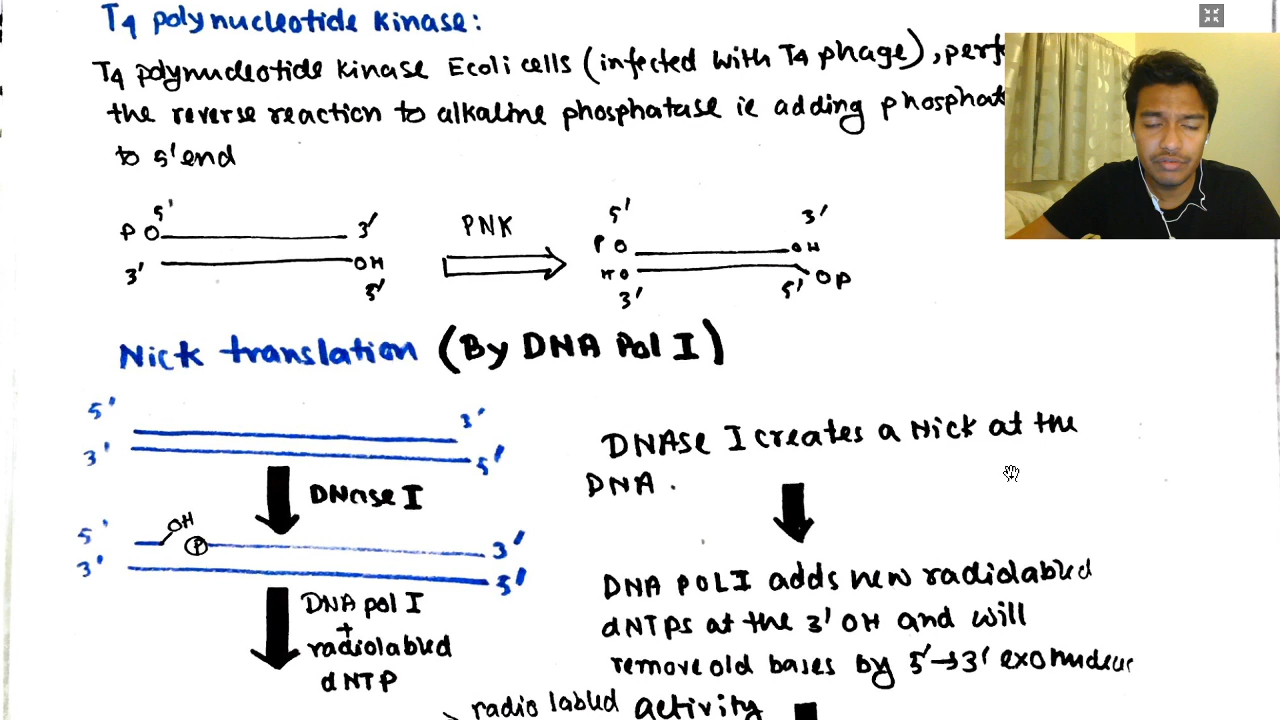 T4 polynucleotide kinase:
T4 polynucleotide kinase Ecoli cells (infected with T4 phage), perf
the reverse reaction to alkaline phosphatase ie adding phosphat
to 5' end
5'
P O
3'
3'
OH
5'
PNK
5'
3'
P O
OH
HO
5' OP
3'
Nick translation (By DNA Pol I)
5'
3'
3'
5'
DNase I
5'
OH
P
3'
3'
5'
DNA pol I
+
radiolabled
dNTP
DNASE I creates a Nick at the
DNA.
DNA POL I adds new radiolabled
dNTPs at the 3' OH and will
remove old bases by 5'→3' exonuclear
radio labled activity